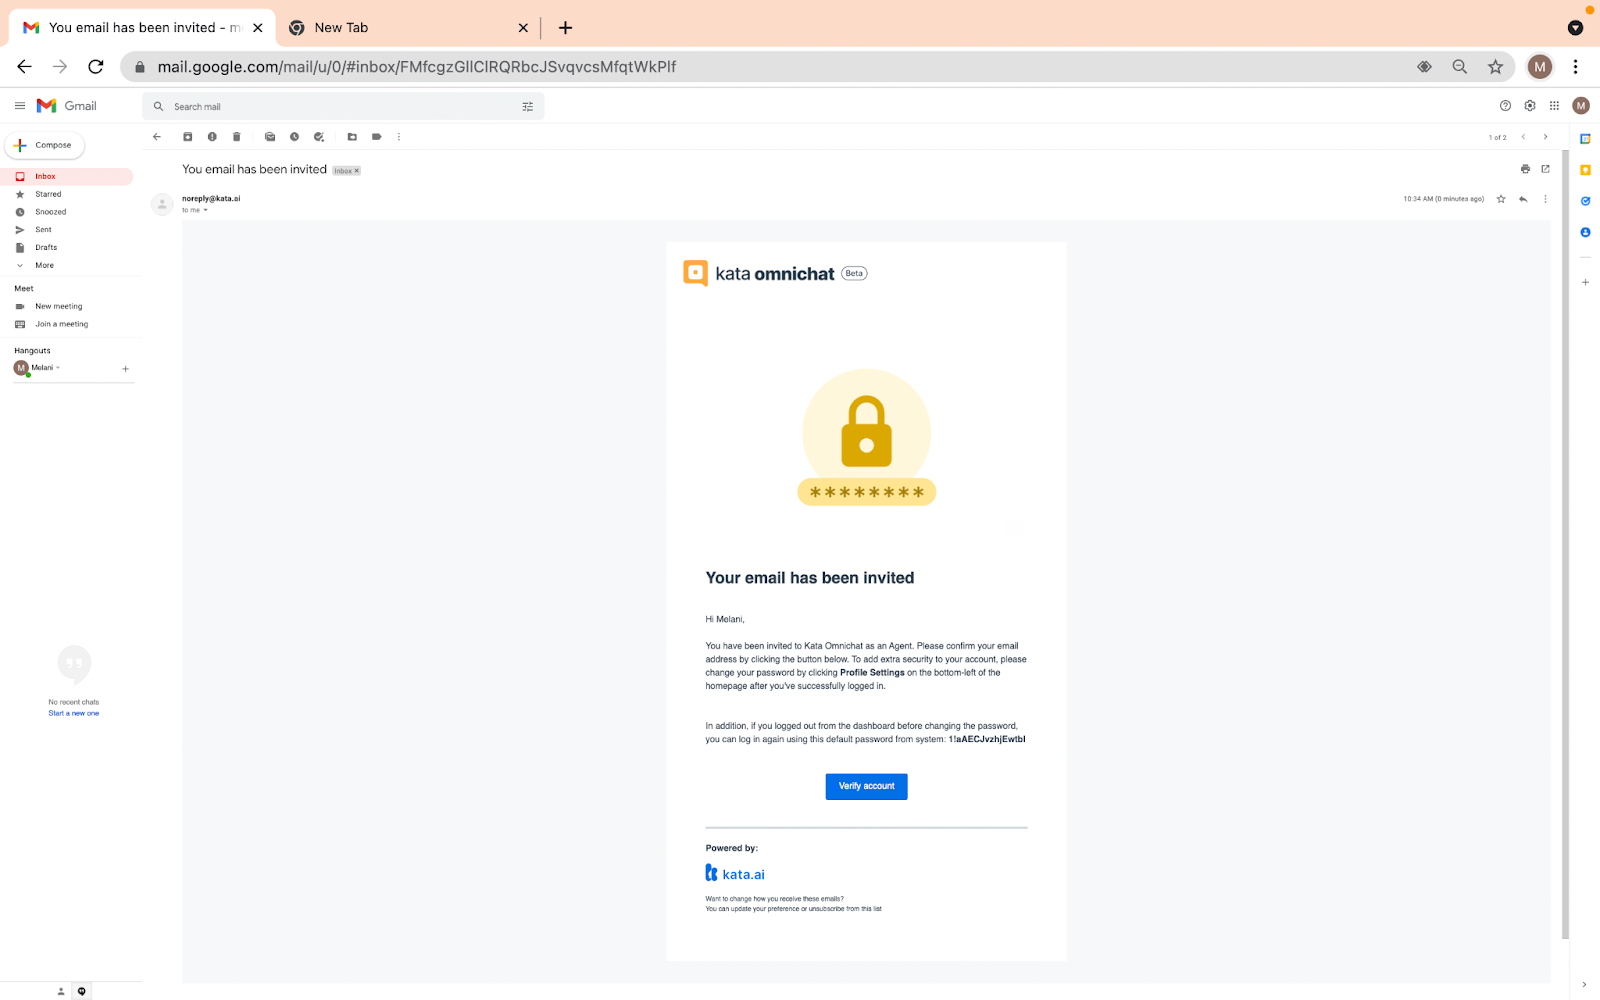 You email has been invited - m
New Tab
mail.google.com/mail/u/0/#inbox/FMfcgzGllClRQRbcJSvqvcsMfqtWkPlf
M
Gmail
Search mail
M
Compose
1 of 2
Inbox
Starred
Snoozed
Sent
Drafts
More
Meet
New meeting
Join a meeting
Hangouts
M Melani
No recent chats
Start a new one
You email has been invited Inbox x
noreply@kata.ai
to me
10:34 AM (0 minutes ago)
kata omnichat Beta
********
Your email has been invited
Hi Melani,
You have been invited to Kata Omnichat as an Agent. Please confirm your email
address by clicking the button below. To add extra security to your account, please
change your password by clicking Profile Settings on the bottom-left of the
homepage after you've successfully logged in.
In addition, if you logged out from the dashboard before changing the password,
you can log in again using this default password from system: 1!aAECJvzhjEwtbI
Verify account
Powered by:
kata.ai
Want to change how you receive these emails?
You can update your preference or unsubscribe from this list